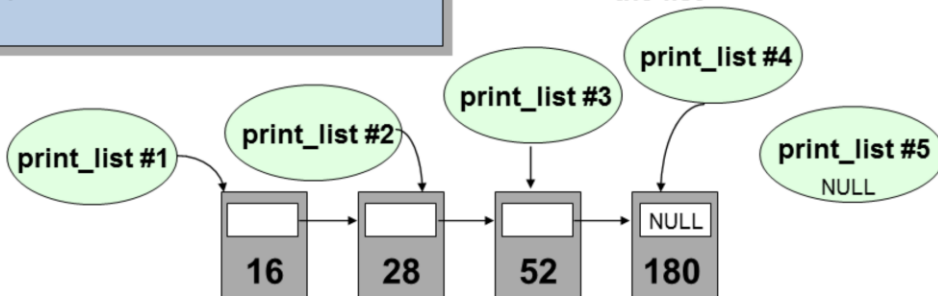 print_list #4
print_list #3
print_list #2
print_list #1
print_list #5
NULL
NULL
16
28
52
180